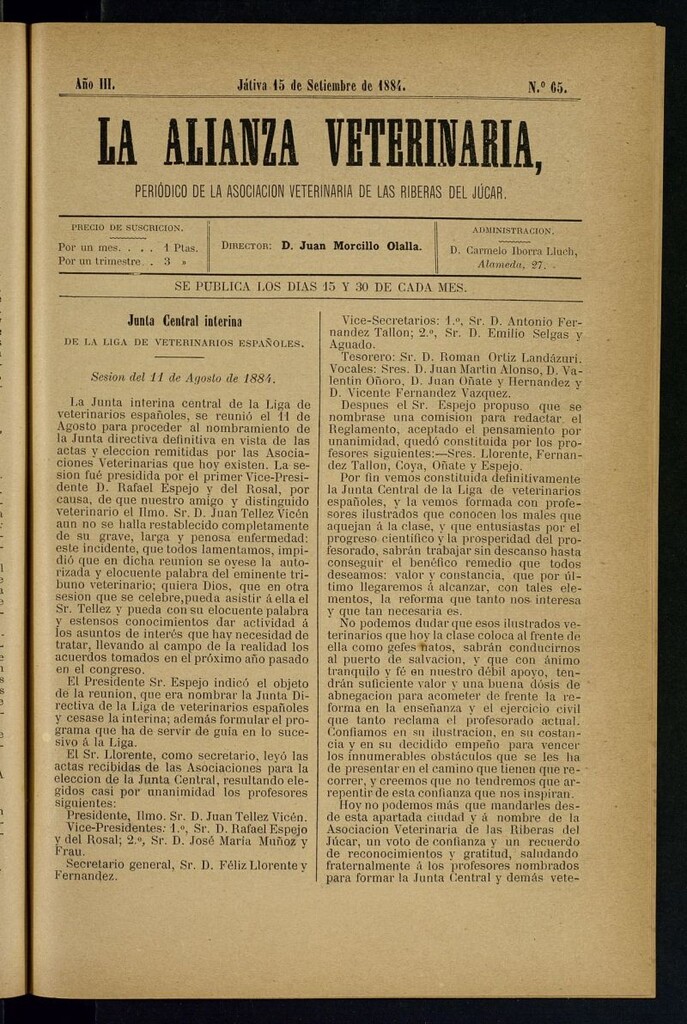 Año III.
Játiva 15 de Setiembre de 1884.
N.º 65.
LA ALIANZA VETERINARIA,
PERIÓDICO DE LA ASOCIACION VETERINARIA DE LAS RIBERAS DEL JÚCAR.
PRECIO DE SUSCRICION.
Por un mes. . . . 1 Ptas.
Por un trimestre. . 3 »
DIRECTOR: D. Juan Morcillo Olalla.
ADMINISTRACION.
D. Carmelo Iborra Lluch,
Alameda, 27.
SE PUBLICA LOS DIAS 15 Y 30 DE CADA MES.
Junta Central interina
DE LA LIGA DE VETERINARIOS ESPAÑOLES.
Sesion del 11 de Agosto de 1884.
La Junta interina central de la Liga de
veterinarios españoles, se reunió el 11 de
Agosto para proceder al nombramiento de
la Junta directiva definitiva en vista de las
actas y eleccion remitidas por las Asocia-
ciones Veterinarias que hoy existen. La se-
sion fué presidida por el primer Vice-Presi-
dente D. Rafael Espejo y del Rosal, por
causa, de que nuestro amigo y distinguido
veterinario el Ilmo. Sr. D. Juan Tellez Vicén
aun no se halla restablecido completamente
de su grave, larga y penosa enfermedad:
este incidente, que todos lamentamos, impi-
dió que en dicha reunion se oyese la auto-
rizada y elocuente palabra del eminente tri-
buno veterinario; quiera Dios, que en otra
sesion que se celebre,pueda asistir á ella el
Sr. Tellez y pueda con su elocuente palabra
y estensos conocimientos dar actividad á
los asuntos de interés que hay necesidad de
tratar, llevando al campo de la realidad los
acuerdos tomados en el próximo año pasado
en el congreso.
El Presidente Sr. Espejo indicó el objeto
de la reunion, que era nombrar la Junta Di-
rectiva de la Liga de veterinarios españoles
y cesase la interina; además formular el pro-
grama que ha de servir de guía en lo suce-
sivo á la Liga.
El Sr. Llorente, como secretario, leyó las
actas recibidas de las Asociaciones para la
eleccion de la Junta Central, resultando ele-
gidos casi por unanimidad los profesores
siguientes:
Presidente, Ilmo. Sr. D. Juan Tellez Vicén.
Vice-Presidentes: 1.º, Sr. D. Rafael Espejo
y del Rosal; 2.º, Sr. D. José María Muñoz y
Frau.
Secretario general, Sr. D. Féliz Llorente y
Fernandez.
Vice-Secretarios: 1.º, Sr. D. Antonio Fer-
nandez Tallon; 2.º, Sr. D. Emilio Selgas y
Aguado.
Tesorero: Sr. D. Roman Ortiz Landázuri.
Vocales: Sres. D. Juan Martin Alonso, D. Va-
lentin Oñoro, D. Juan Oñate y Hernandez y
D. Vicente Fernandez Vazquez.
Despues el Sr. Espejo propuso que se
nombrase una comision para redactar el
Reglamento, aceptado el pensamiento por
unanimidad, quedó constituida por los pro-
fesores siguientes:—Sres. Llorente, Fernan-
dez Tallon, Coya, Oñate y Espejo.
Por fin vemos constituida definitivamente
la Junta Central de la Liga de veterinarios
españoles, y la vemos formada con profe-
sores ilustrados que conocen los males que
aquejan á la clase, y que entusiastas por el
progreso científico y la prosperidad del pro-
fesorado, sabrán trabajar sin descanso hasta
conseguir el benéfico remedio que todos
deseamos: valor y constancia, que por úl-
timo llegaremos á alcanzar, con tales ele-
mentos, la reforma que tanto nos interesa
y que tan necesaria es.
No podemos dudar que esos ilustrados ve-
terinarios que hoy la clase coloca al frente de
ella como gefes natos, sabrán conducirnos
al puerto de salvacion, y que con ánimo
tranquilo y fé en nuestro débil apoyo, ten-
drán suficiente valor y una buena dósis de
abnegacion para acometer de frente la re-
forma en la enseñanza y el ejercicio civil
que tanto reclama el profesorado actual.
Confiamos en su ilustracion, en su costan-
cia y en su decidido empeño para vencer
los innumerables obstáculos que se les ha
de presentar en el camino que tienen que re-
correr, y creemos que no tendremos que ar-
repentir de esta confianza que nos inspiran.
Hoy no podemos más que mandarles des-
de esta apartada ciudad y á nombre de la
Asociacion Veterinaria de las Riberas del
Júcar, un voto de confianza y un recuerdo
de reconocimientos y gratitud, saludando
fraternalmente á los profesores nombrados
para formar la Junta Central y demás vete-